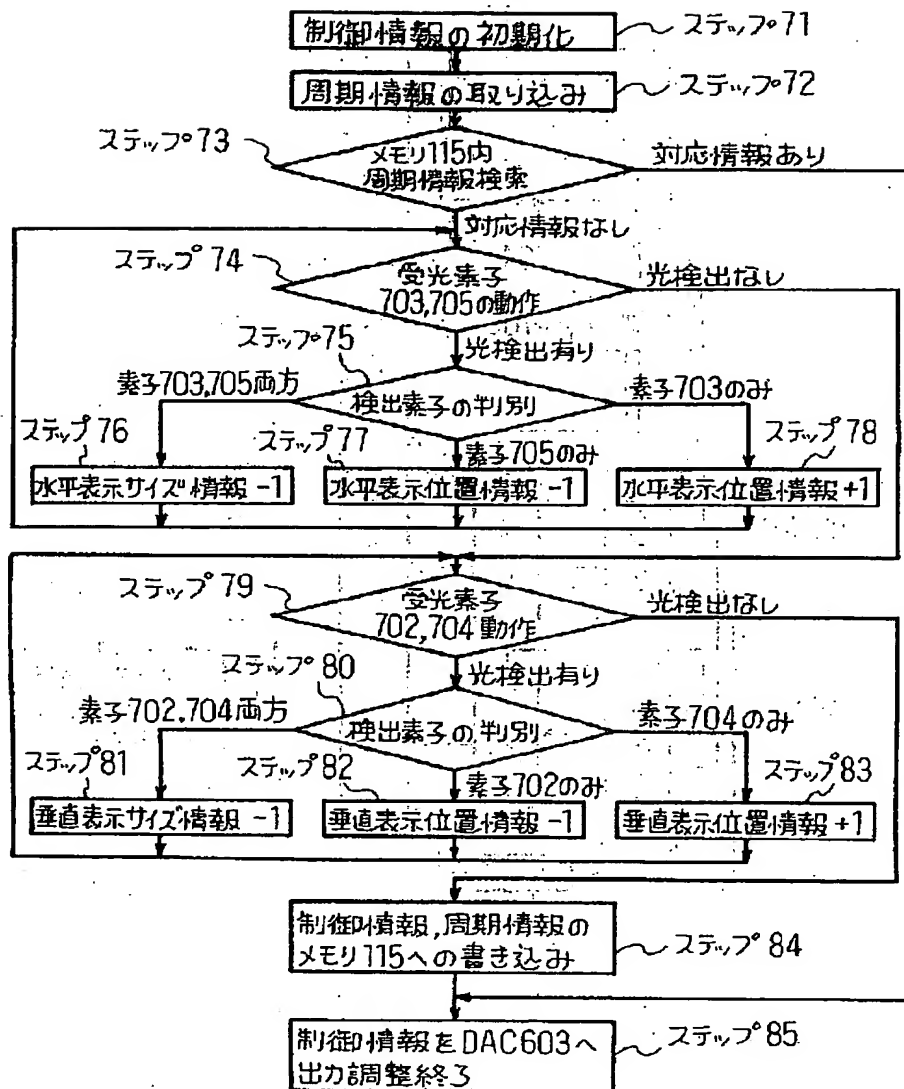 制御情報の初期化
ステップ71
周期情報の取り込み
ステップ72
ステップ73
メモリ115内
周期情報検索
対応情報あり
対応情報なし
ステップ74
受光素子
703,705の動作
光検出なし
ステップ75
光検出有り
素子703,705両方
検出素子の判別
素子703のみ
ステップ76
ステップ77
素子705のみ
ステップ78
水平表示サイズ情報-1
水平表示位置情報-1
水平表示位置情報+1
ステップ79
受光素子
702,704動作
光検出なし
ステップ80
光検出有り
素子702,704両方
検出素子の判別
素子704のみ
ステップ81
ステップ82
素子702のみ
ステップ83
垂直表示サイズ情報-1
垂直表示位置情報-1
垂直表示位置情報+1
制御情報,周期情報の
メモリ115への書き込み
ステップ84
制御情報をDAC603へ
出力調整終了
ステップ85